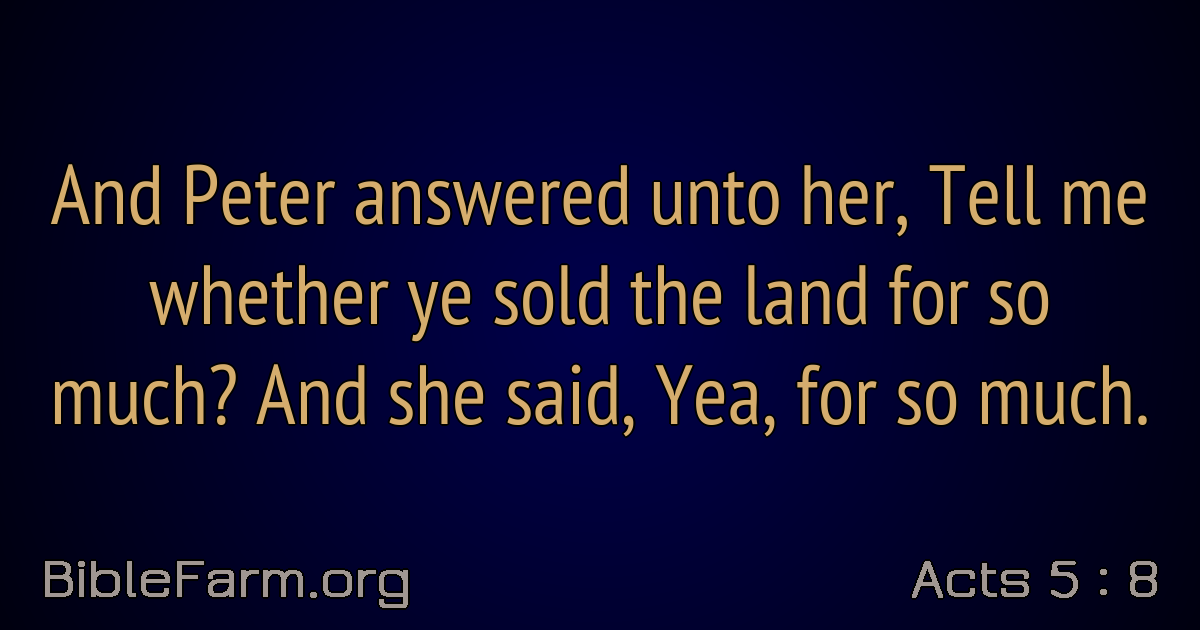 And Peter answered unto her, Tell me
whether ye sold the land for so
much? And she said, Yea, for so much.
BibleFarm.org
Acts 5 : 8